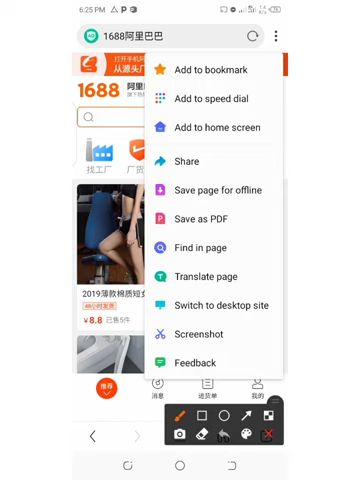 6:25 PM
1688阿里巴巴
打开手机阿
从源头厂
1688 阿里
找工厂
厂货
2019薄款棉质短
48小时发货
¥8.8 已售5件
Add to bookmark
Add to speed dial
Add to home screen
Share
Save page for offline
Save as PDF
Find in page
Translate page
Switch to desktop site
Screenshot
Feedback
推荐
消息
进货单
我的